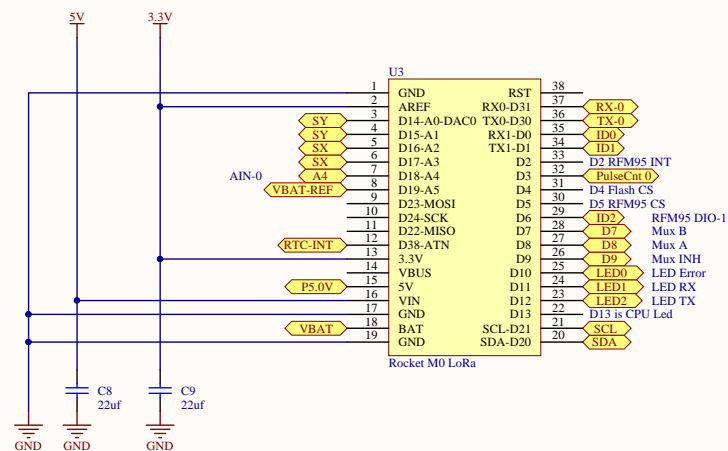 5V 3.3V
U3
1 GND RST 38
2 AREF RX0-D31 37 RX-0
SY 3 D14-A0-DAC0 TX0-D30 36 TX-0
SY 4 D15-A1 RX1-D0 35 ID0
SX 5 D16-A2 TX1-D1 34 ID1
SX 6 D17-A3 D2 33 D2 RFM95 INT
AIN-0 A4 7 D18-A4 D3 32 PulseCnt 0
VBAT-REF 8 D19-A5 D4 31 D4 Flash CS
9 D23-MOSI D5 30 D5 RFM95 CS
10 D24-SCK D6 29 ID2 RFM95 DIO-1
11 D22-MISO D7 28 D7 Mux B
RTC-INT 12 D38-ATN D8 27 D8 Mux A
13 3.3V D9 26 D9 Mux INH
14 VBUS D10 25 LED0 LED Error
P5.0V 15 5V D11 24 LED1 LED RX
16 VIN D12 23 LED2 LED TX
17 GND D13 22 D13 is CPU Led
VBAT 18 BAT SCL-D21 21 SCL
19 GND SDA-D20 20 SDA
Rocket M0 LoRa
C8 C9
22uf 22uf
GND GND GND